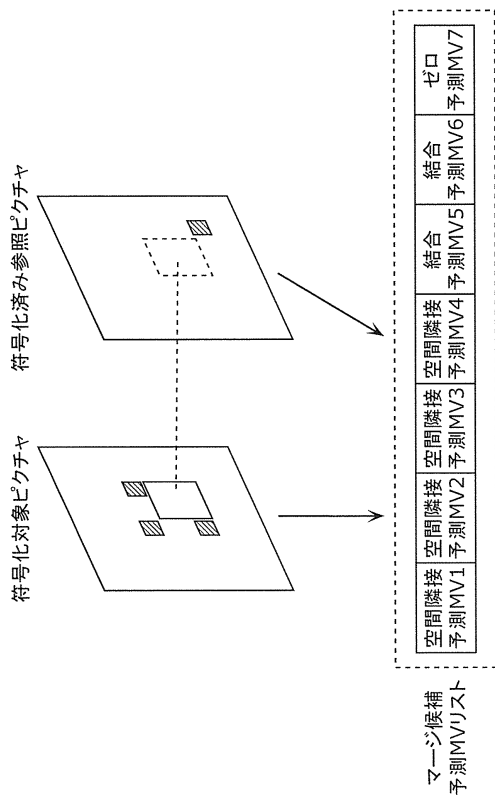 符号化対象ピクチャ
符号化済み参照ピクチャ
マージ候補
予測MVリスト
空間隣接
予測MV1
空間隣接
予測MV2
空間隣接
予測MV3
空間隣接
予測MV4
結合
予測MV5
結合
予測MV6
ゼロ
予測MV7